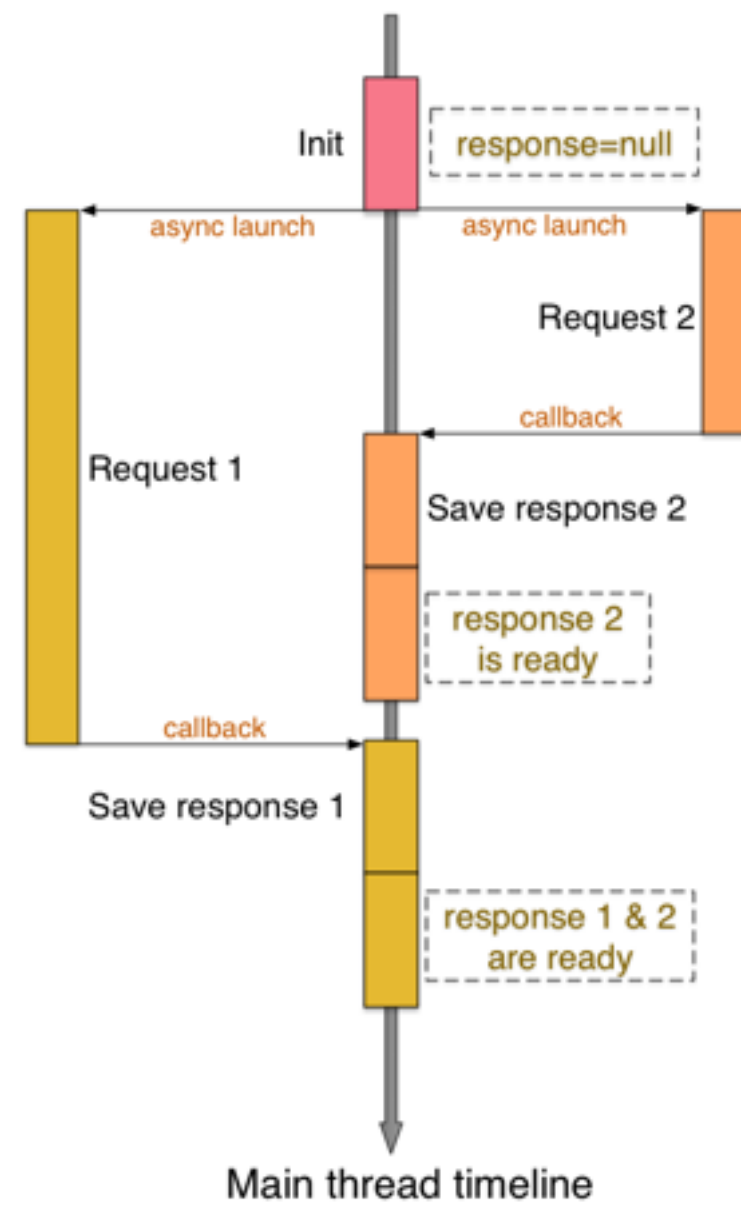 Init
response=null
async launch
async launch
Request 2
callback
Request 1
Save response 2
response 2
is ready
callback
Save response 1
response 1 & 2
are ready
Main thread timeline